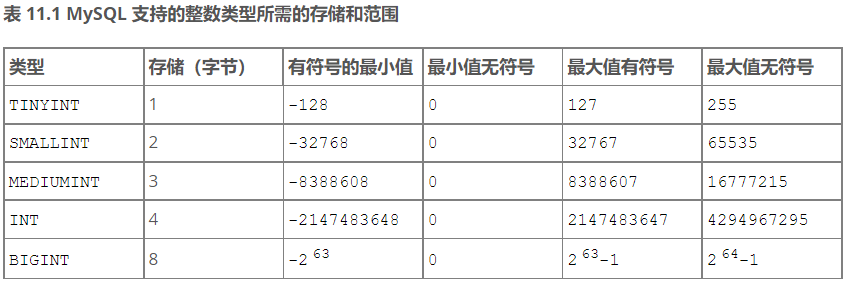 表 11.1 MySQL 支持的整数类型所需的存储和范围
类型 存储（字节） 有符号的最小值 最小值无符号 最大值有符号 最大值无符号
TINYINT 1 -128 0 127 255
SMALLINT 2 -32768 0 32767 65535
MEDIUMINT 3 -8388608 0 8388607 16777215
INT 4 -2147483648 0 2147483647 4294967295
BIGINT 8 -2 63 0 2 63-1 2 64-1